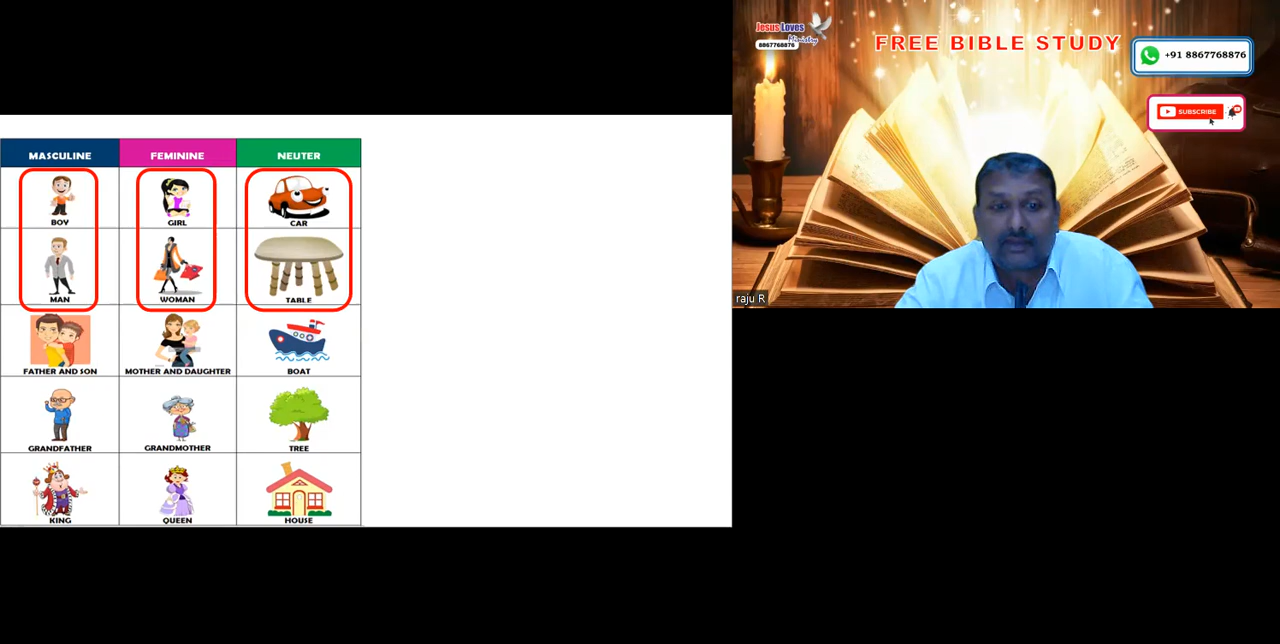 MASCULINE FEMININE NEUTER
BOY GIRL CAR
MAN WOMAN TABLE
FATHER AND SON MOTHER AND DAUGHTER BOAT
GRANDFATHER GRANDMOTHER TREE
KING QUEEN HOUSE
Jesus Loves
Ministry
8867768876
FREE BIBLE STUDY
+91 8867768876
SUBSCRIBE
raju R